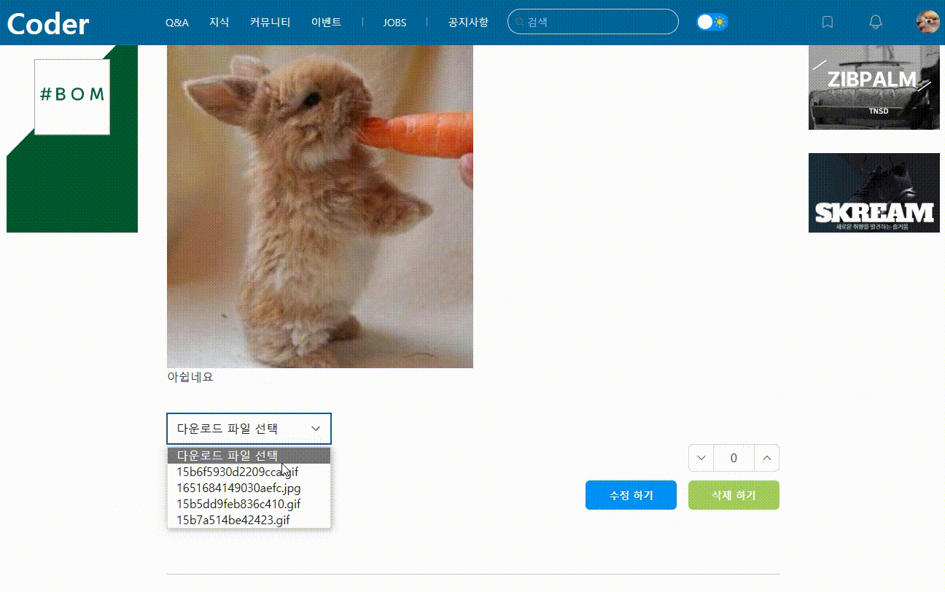 Coder
Q&A 지식 커뮤니티 이벤트 | JOBS | 공지사항 검색
#BOM
ZIBPALM
TNSD
SKREAM
새로운 취향을 발견하는 즐거움
아쉽네요
다운로드 파일 선택
다운로드 파일 선택
15b6f5930d2209cca.gif
1651684149030aefc.jpg
15b5dd9feb836c410.gif
15b7a514be42423.gif
0
수정 하기
삭제 하기